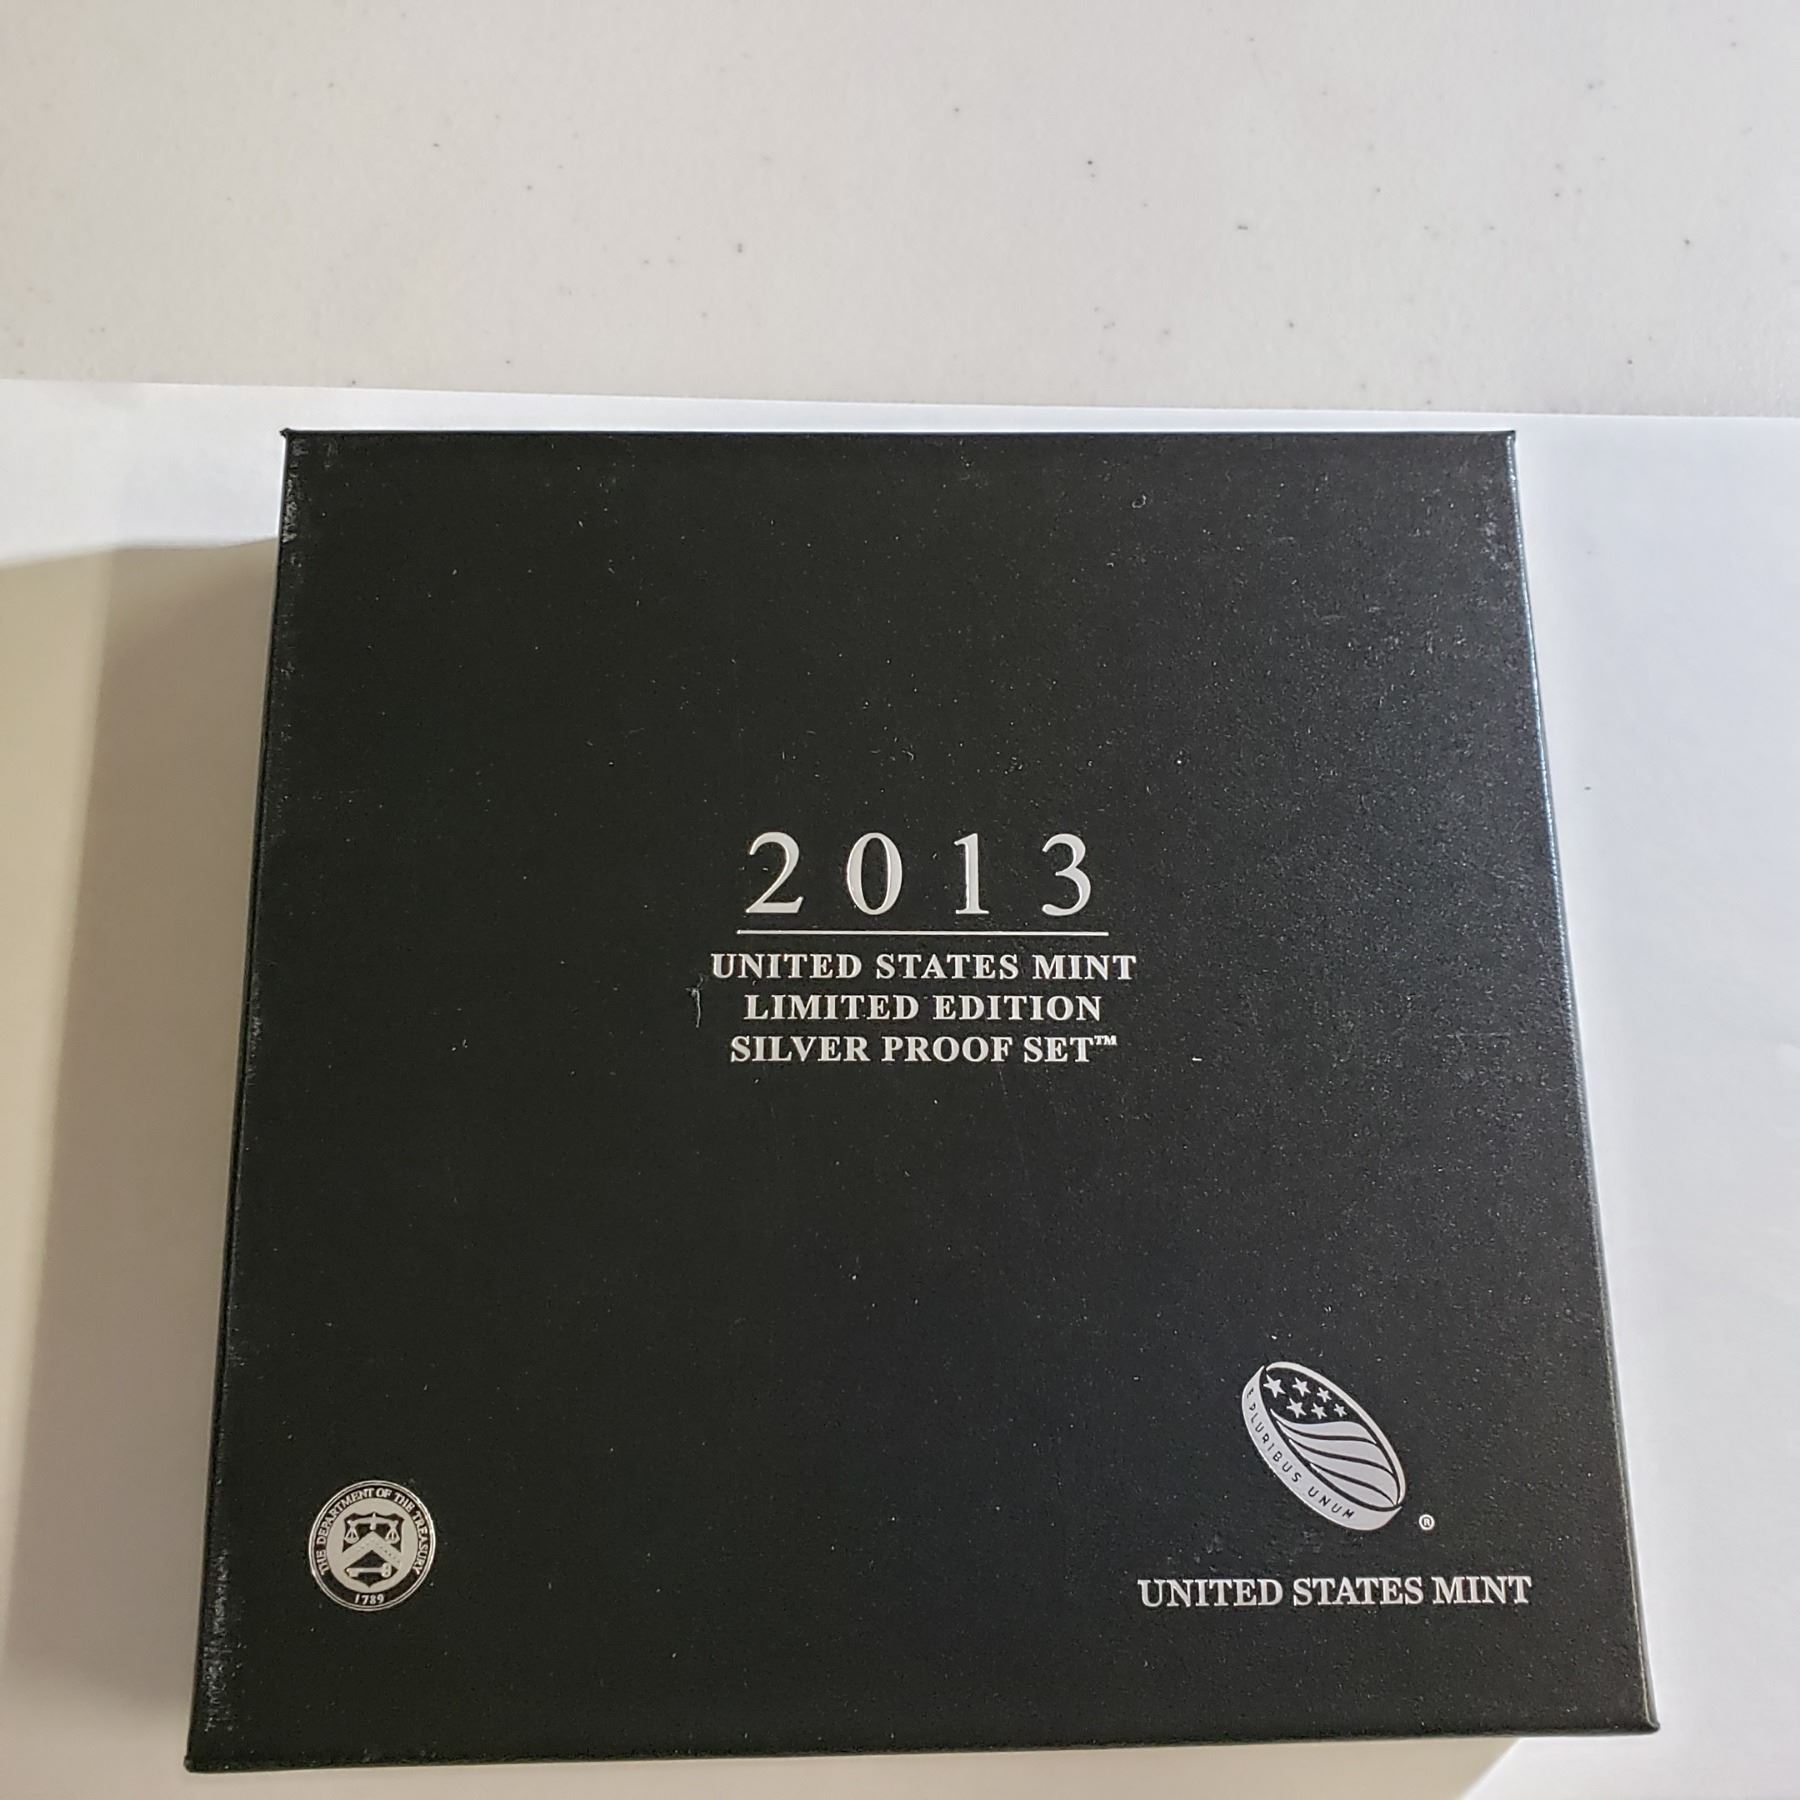 2013
UNITED STATES MINT
LIMITED EDITION
SILVER PROOF SET™
E PLURIBUS UNUM
®
THE DEPARTMENT OF THE TREASURY
1789
UNITED STATES MINT